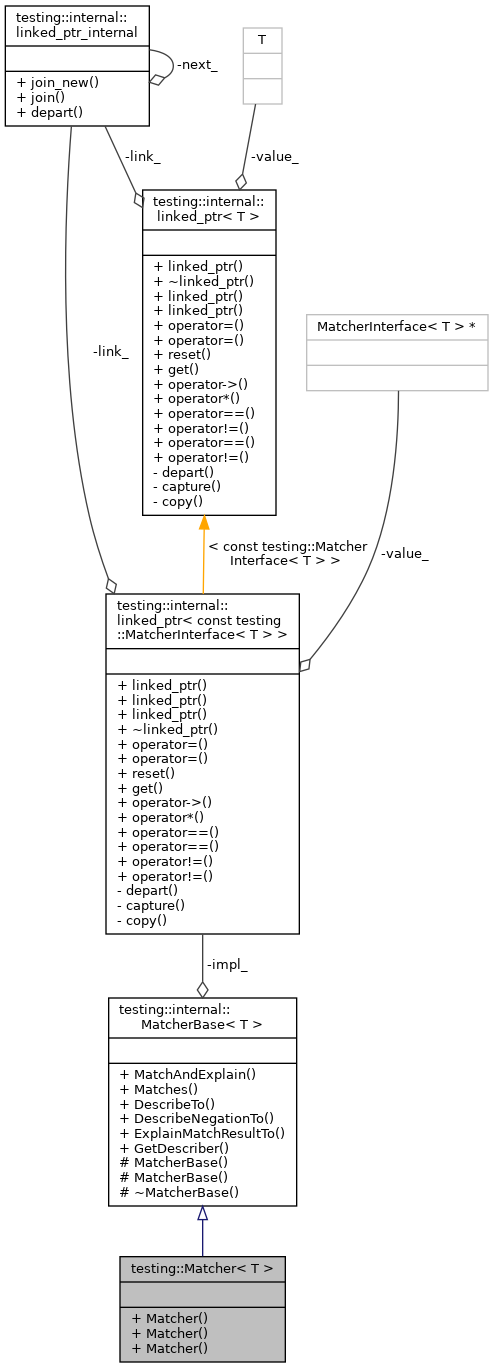 testing::internal::
linked_ptr_internal
+ join_new()
+ join()
+ depart()
-next_
T
-link_
-value_
testing::internal::
linked_ptr< T >
+ linked_ptr()
+ ~linked_ptr()
+ linked_ptr()
+ linked_ptr()
+ operator=()
+ operator=()
+ reset()
+ get()
+ operator->()
+ operator*()
+ operator==()
+ operator!=()
+ operator==()
+ operator!=()
- depart()
- capture()
- copy()
MatcherInterface< T > *
-link_
< const testing::Matcher
Interface< T > >
-value_
testing::internal::
linked_ptr< const testing
::MatcherInterface< T > >
+ linked_ptr()
+ linked_ptr()
+ linked_ptr()
+ ~linked_ptr()
+ operator=()
+ operator=()
+ reset()
+ get()
+ operator->()
+ operator*()
+ operator==()
+ operator==()
+ operator!=()
+ operator!=()
- depart()
- capture()
- copy()
-impl_
testing::internal::
MatcherBase< T >
+ MatchAndExplain()
+ Matches()
+ DescribeTo()
+ DescribeNegationTo()
+ ExplainMatchResultTo()
+ GetDescriber()
# MatcherBase()
# MatcherBase()
# ~MatcherBase()
testing::Matcher< T >
+ Matcher()
+ Matcher()
+ Matcher()